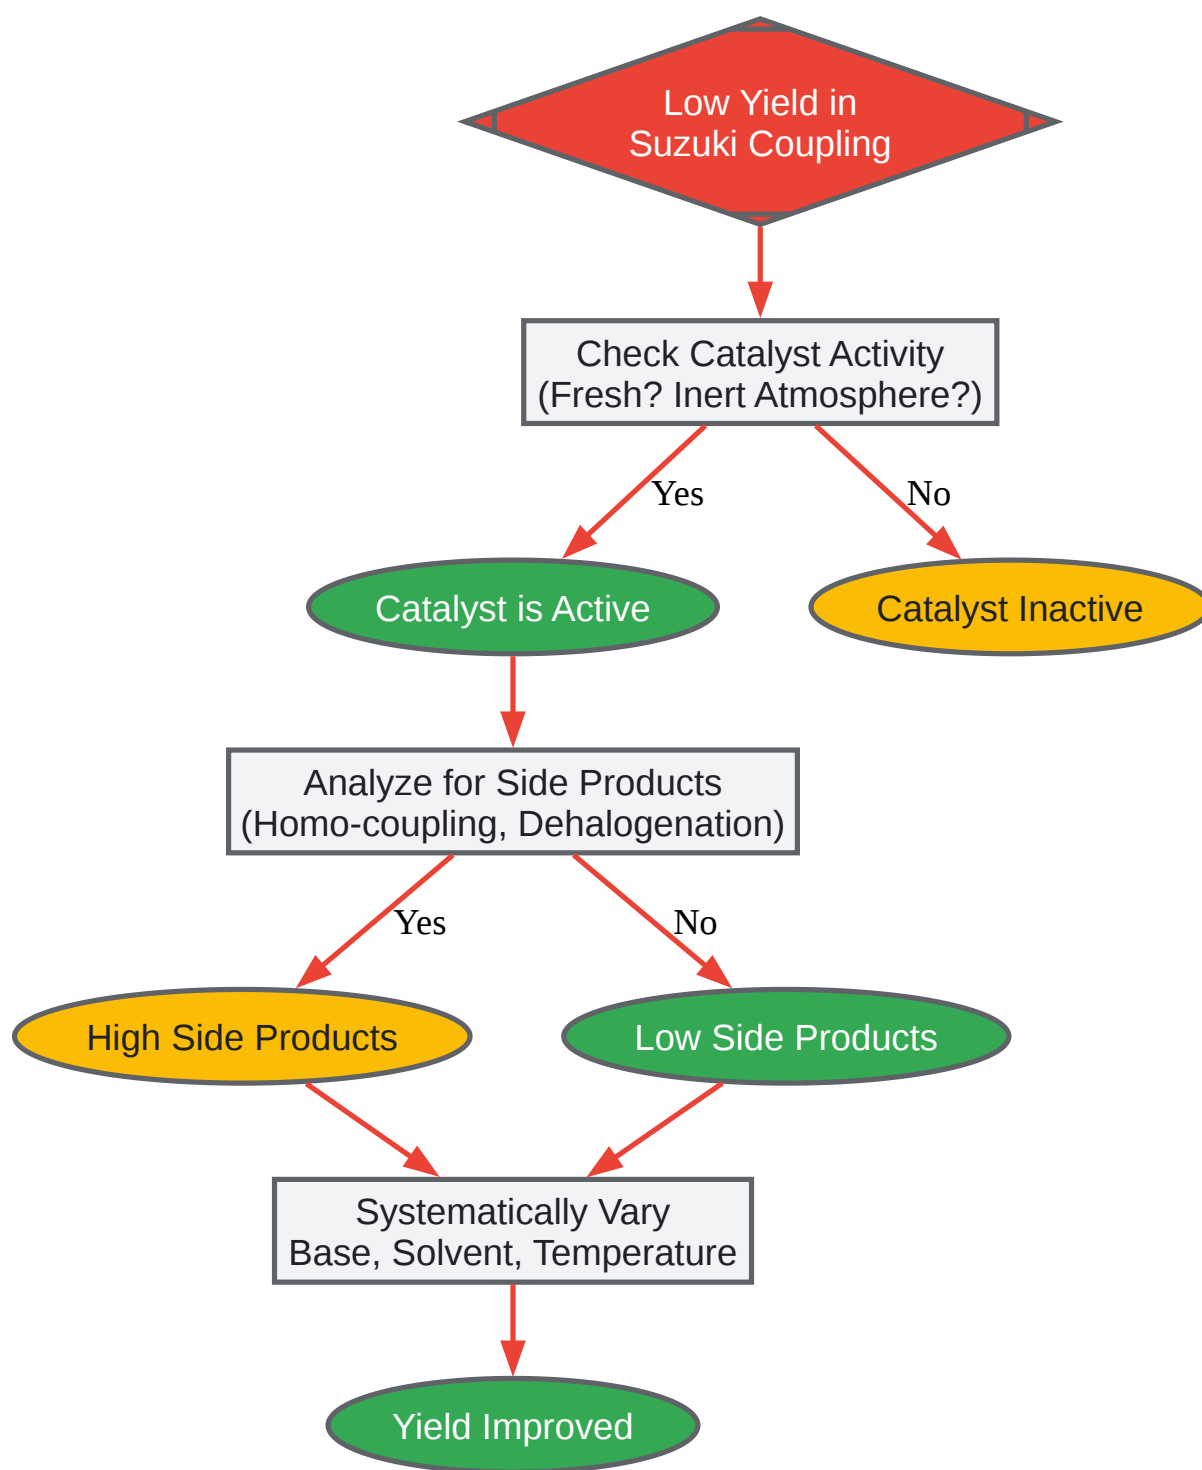 Low Yield in
Suzuki Coupling
Check Catalyst Activity
(Fresh? Inert Atmosphere?)
Yes
No
Catalyst is Active
Catalyst Inactive
Analyze for Side Products
(Homo-coupling, Dehalogenation)
Yes
No
High Side Products
Low Side Products
Systematically Vary
Base, Solvent, Temperature
Yield Improved